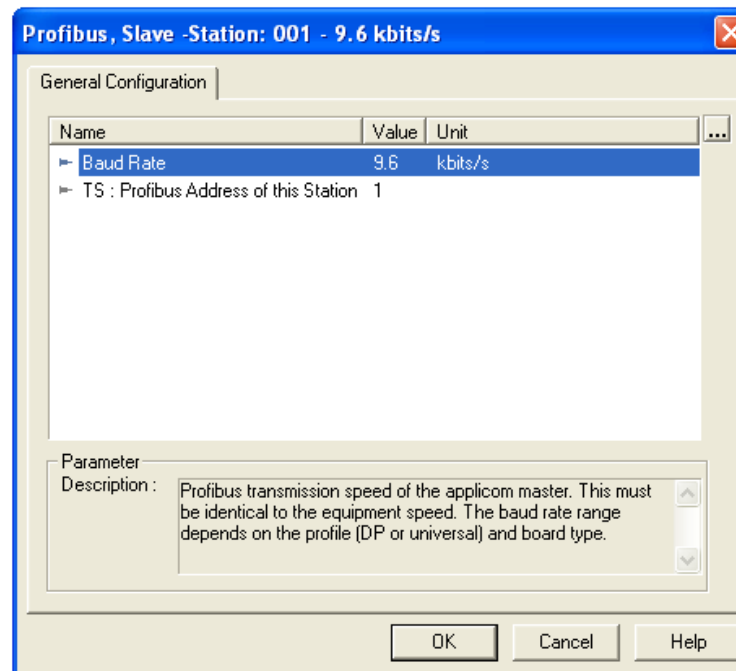 Profibus, Slave -Station: 001 - 9.6 kbits/s
General Configuration
Name Value Unit
...
Baud Rate 9.6 kbits/s
TS : Profibus Address of this Station 1
Parameter
Description : Profibus transmission speed of the applicom master. This must
be identical to the equipment speed. The baud rate range
depends on the profile (DP or universal) and board type.
OK Cancel Help